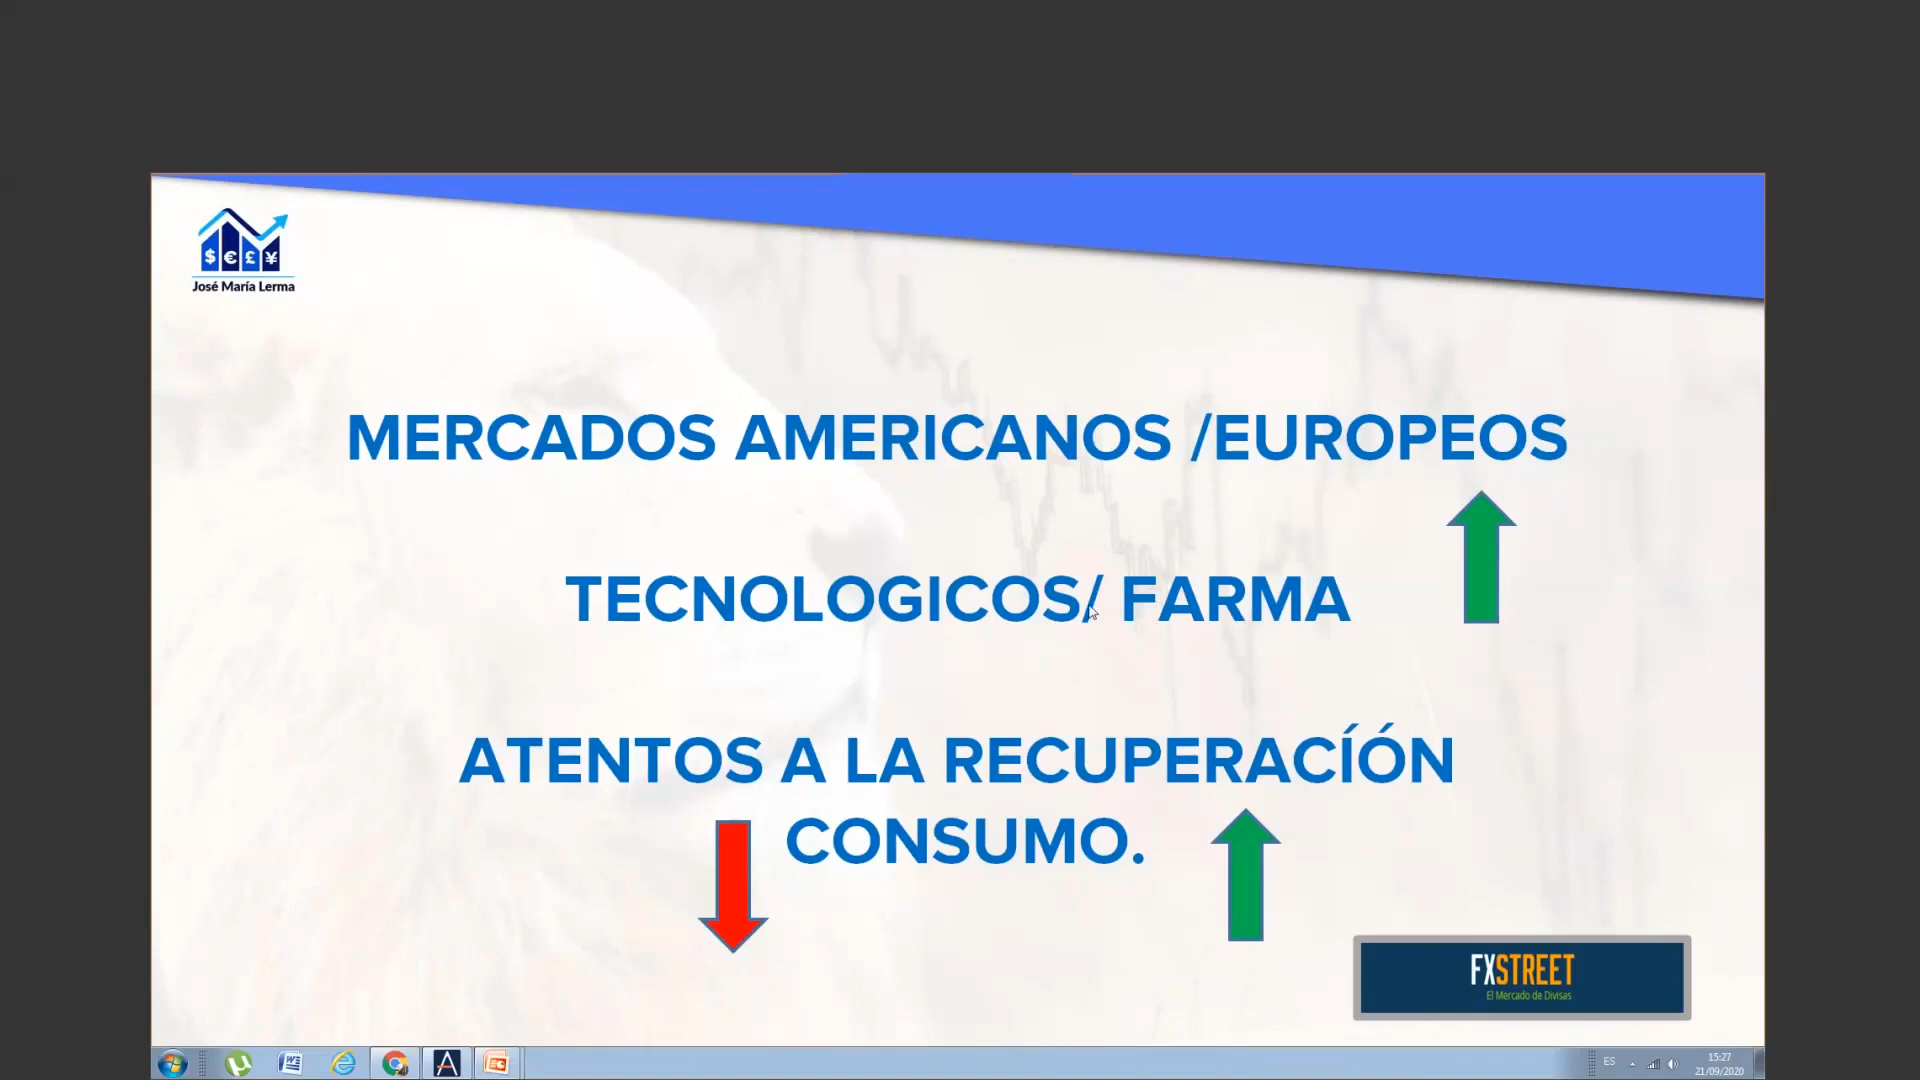 $ € £ ¥
José María Lerma
MERCADOS AMERICANOS /EUROPEOS
TECNOLOGICOS/ FARMA
ATENTOS A LA RECUPERACÍÓN
CONSUMO.
FXSTREET
El Mercado de Divisas
ES
15:27
21/09/2020